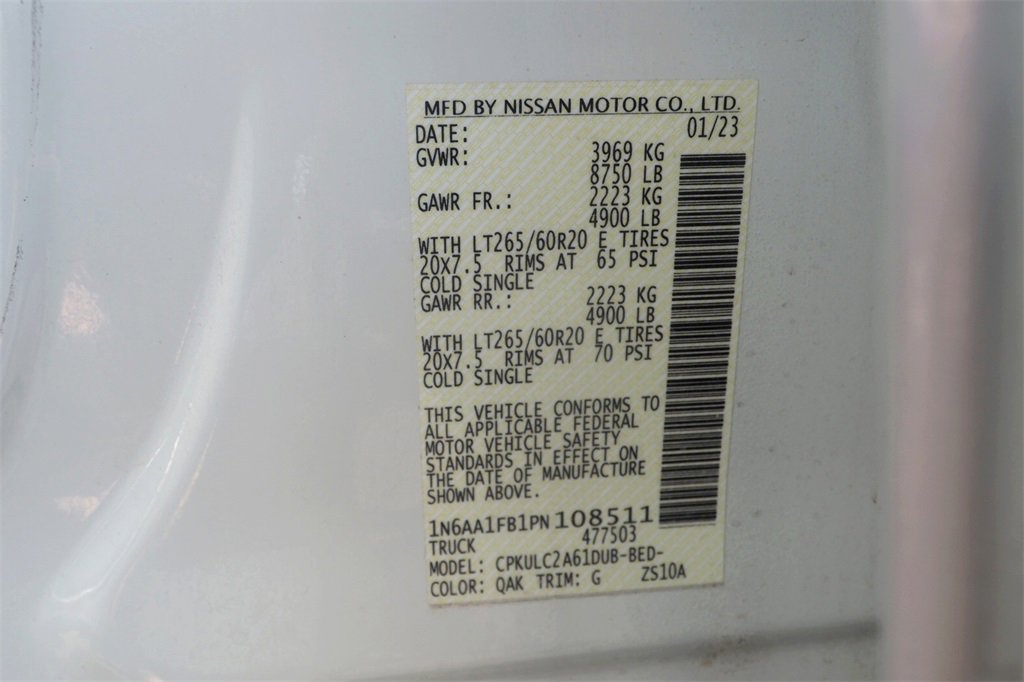 MFD BY NISSAN MOTOR CO., LTD.
DATE: 01/23
GVWR: 3969 KG
8750 LB
GAWR FR.: 2223 KG
4900 LB
WITH LT265/60R20 E TIRES
20X7.5 RIMS AT 65 PSI
COLD SINGLE
GAWR RR.: 2223 KG
4900 LB
WITH LT265/60R20 E TIRES
20X7.5 RIMS AT 70 PSI
COLD SINGLE
THIS VEHICLE CONFORMS TO
ALL APPLICABLE FEDERAL
MOTOR VEHICLE SAFETY
STANDARDS IN EFFECT ON
THE DATE OF MANUFACTURE
SHOWN ABOVE.
1N6AA1FB1PN108511
TRUCK 477503
MODEL: CPKULC2A61DUB-BED-
COLOR: QAK TRIM: G ZS10A